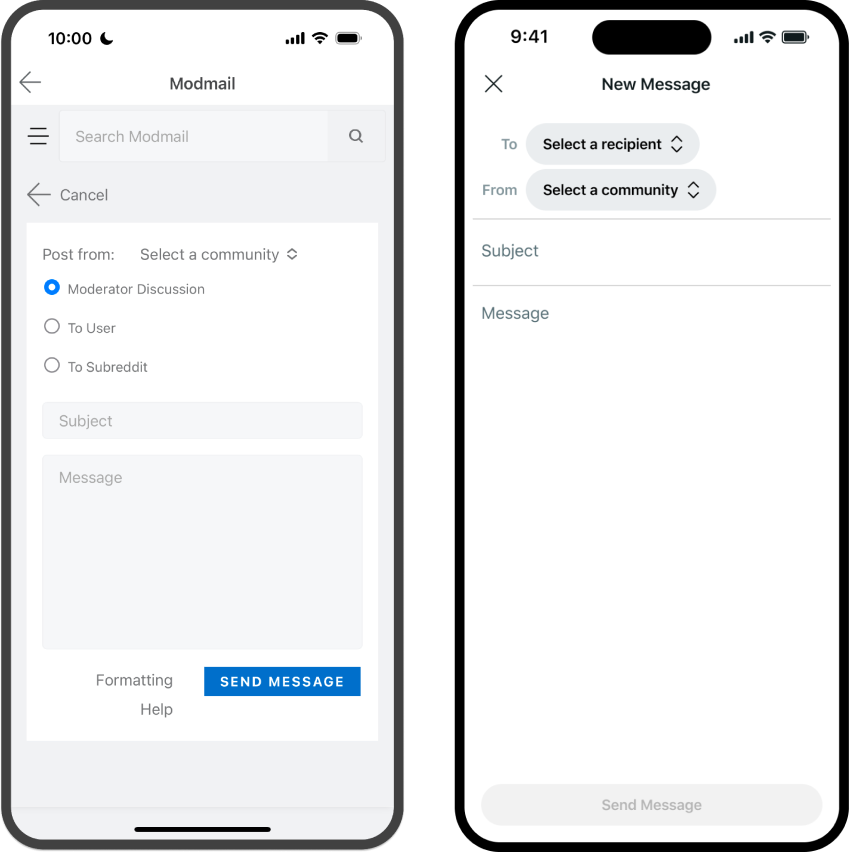 10:00
Modmail
Search Modmail
Cancel
Post from: Select a community
Moderator Discussion
To User
To Subreddit
Subject
Message
Formatting
Help
SEND MESSAGE
9:41
New Message
To Select a recipient
From Select a community
Subject
Message
Send Message